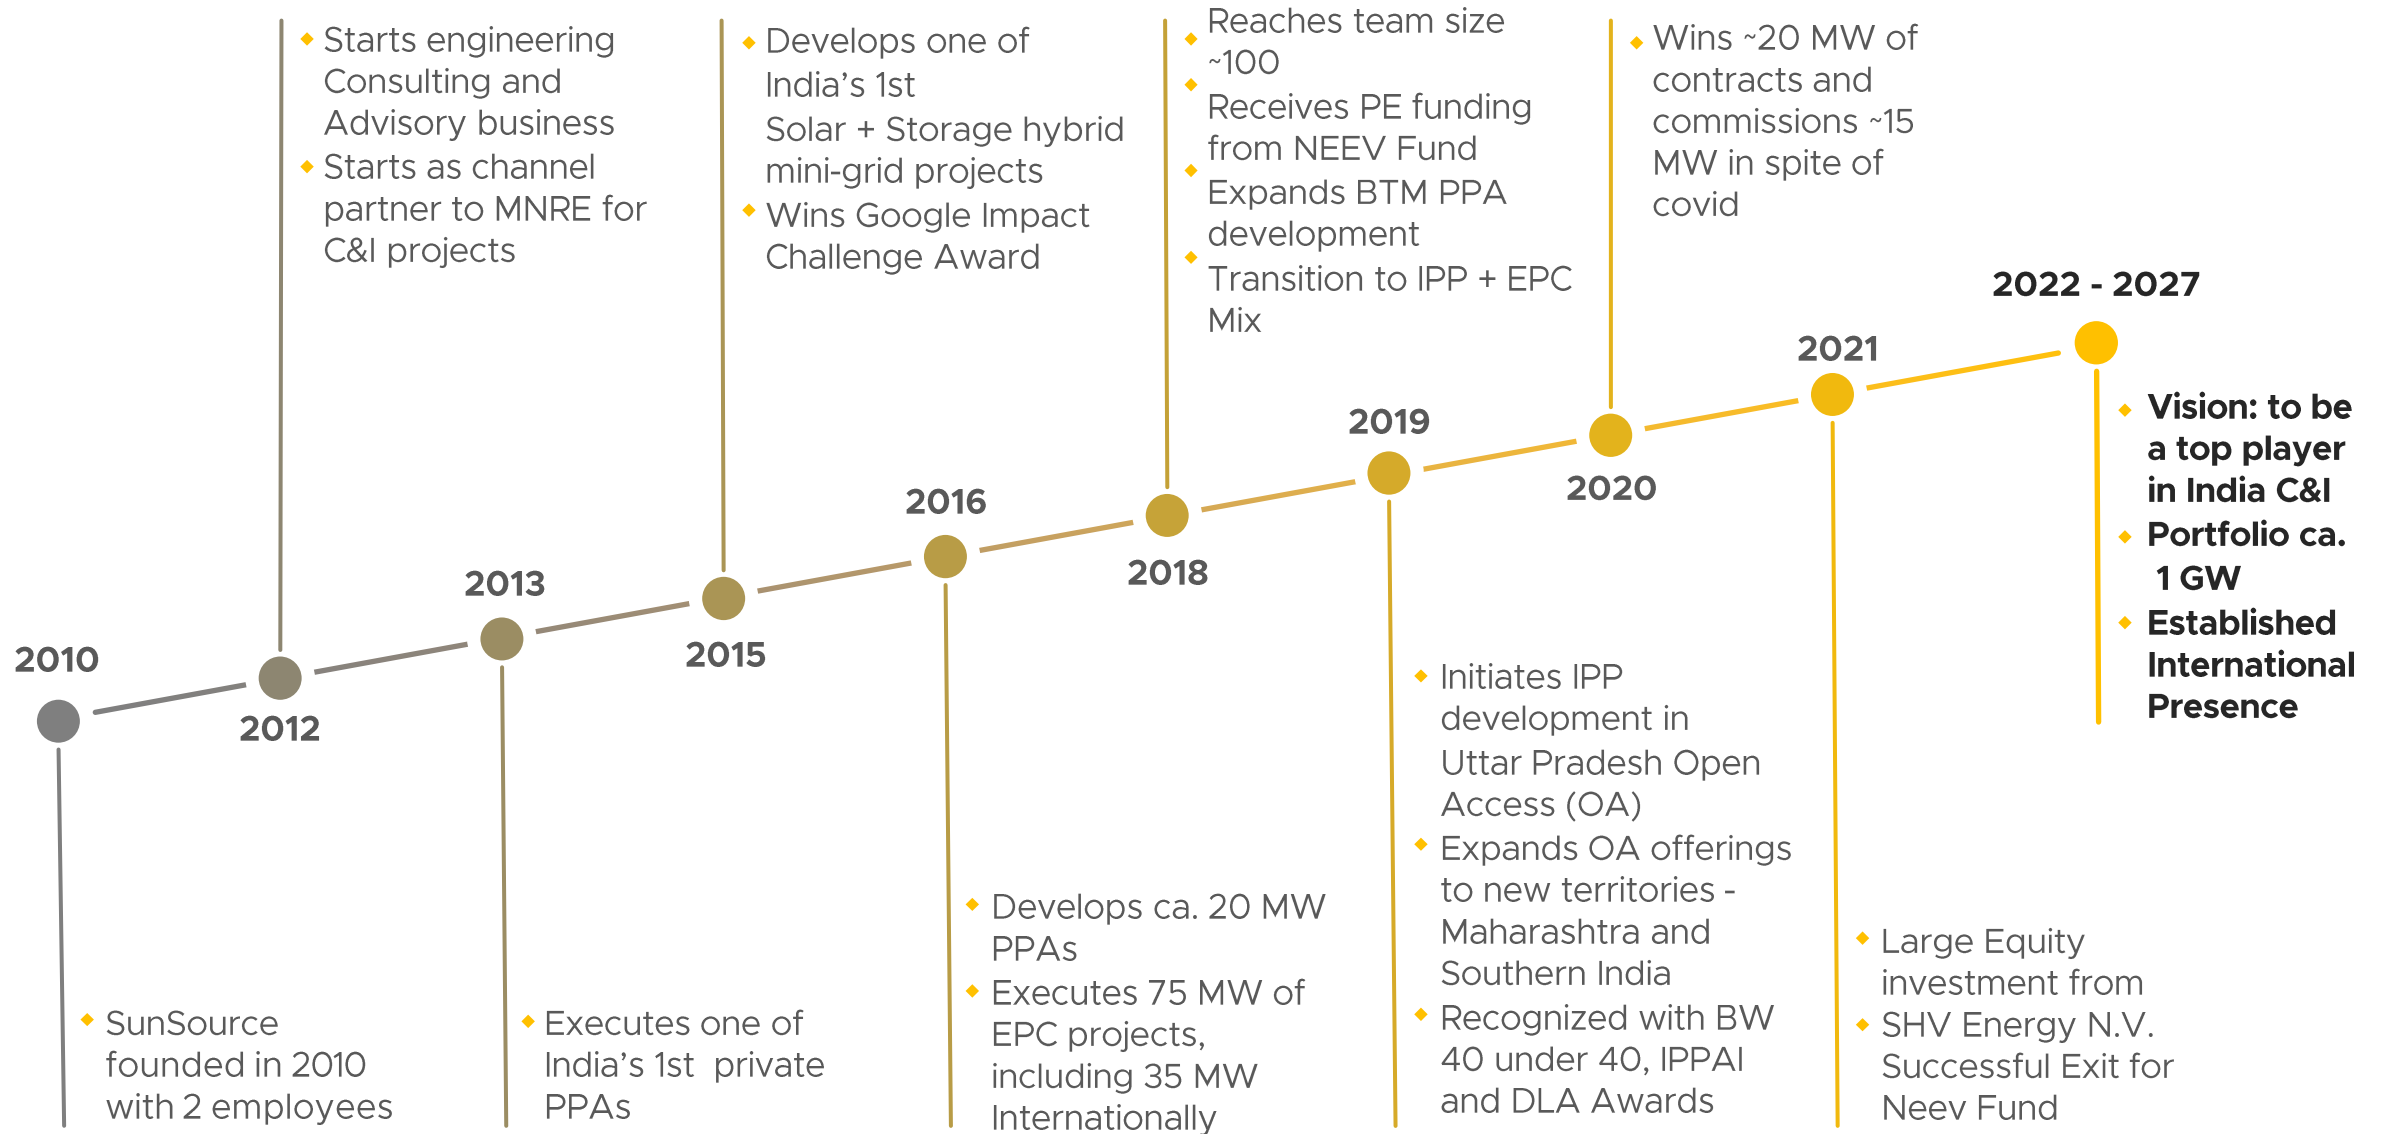 2010
SunSource
founded in 2010
with 2 employees
2012
Starts engineering
Consulting and
Advisory business
Starts as channel
partner to MNRE for
C&I projects
2013
Executes one of
India’s 1st  private
PPAs
2015
Develops one of
India’s 1st
Solar + Storage hybrid
mini-grid projects
Wins Google Impact
Challenge Award
2016
Develops ca. 20 MW
PPAs
Executes 75 MW of
EPC projects,
including 35 MW
Internationally
2018
Reaches team size
~100
Receives PE funding
from NEEV Fund
Expands BTM PPA
development
Transition to IPP + EPC
Mix
2019
Initiates IPP
development in
Uttar Pradesh Open
Access (OA)
Expands OA offerings
to new territories -
Maharashtra and
Southern India
Recognized with BW
40 under 40, IPPAI
and DLA Awards
2020
Wins ~20 MW of
contracts and
commissions ~15
MW in spite of
covid
2021
Large Equity
investment from
SHV Energy N.V.
Successful Exit for
Neev Fund
2022 - 2027
Vision: to be
a top player
in India C&I
Portfolio ca.
1 GW
Established
International
Presence